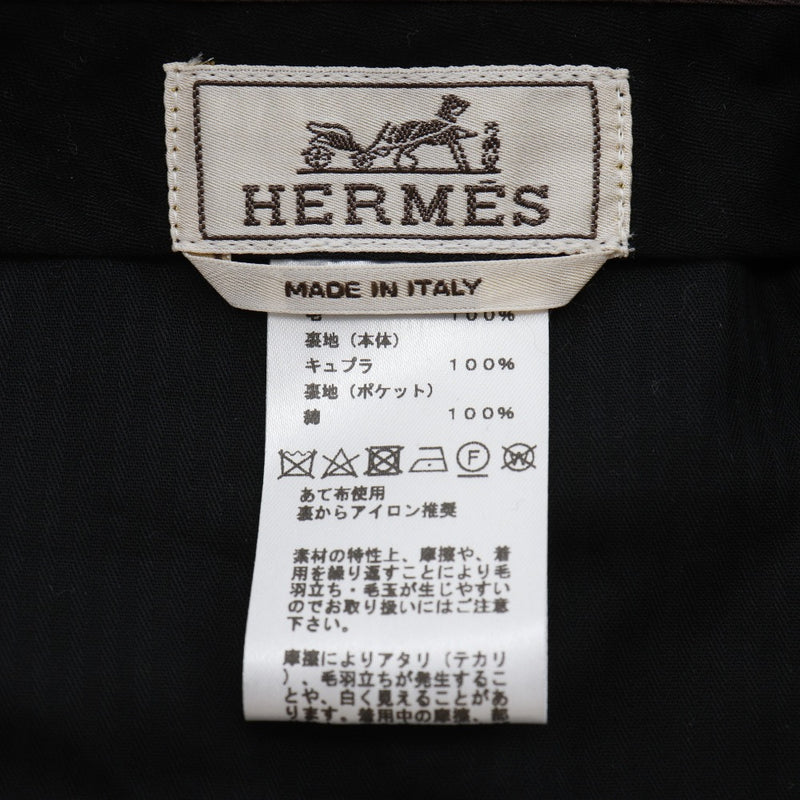 HERMÈS
MADE IN ITALY
毛 100%
裏地（本体）
キュプラ 100%
裏地（ポケット）
綿 100%
F W
あて布使用
裏からアイロン推奨
素材の特性上、摩擦や、着
用を繰り返すことにより毛
羽立ち・毛玉が生じやすい
のでお取り扱いにはご注意
下さい。
摩擦によりアタリ（テカリ
）、毛羽立ちが発生するこ
とや、白く見えることがあ
ります。着用中の摩擦、部